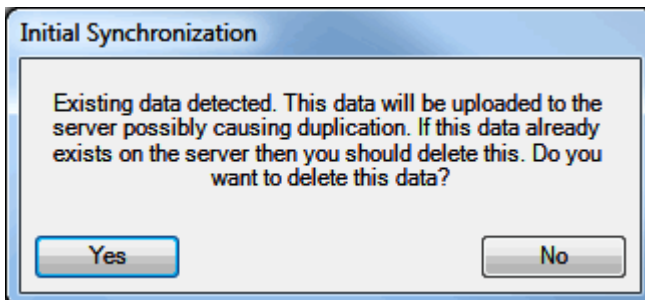 Initial Synchronization
Existing data detected. This data will be uploaded to the
server possibly causing duplication. If this data already
exists on the server then you should delete this. Do you
want to delete this data?
Yes
No